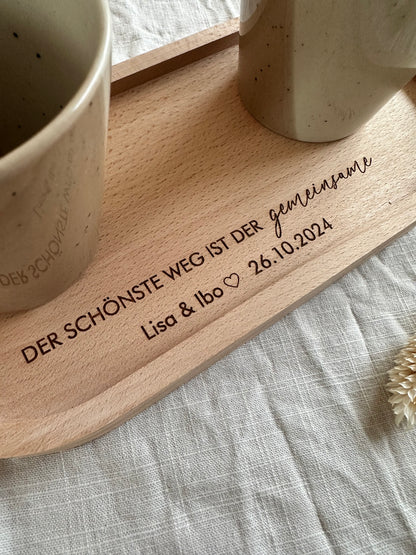 DER SCHÖNSTE WEG IST DER gemeinsame
Lisa & Ibo ♡ 26.10.2024